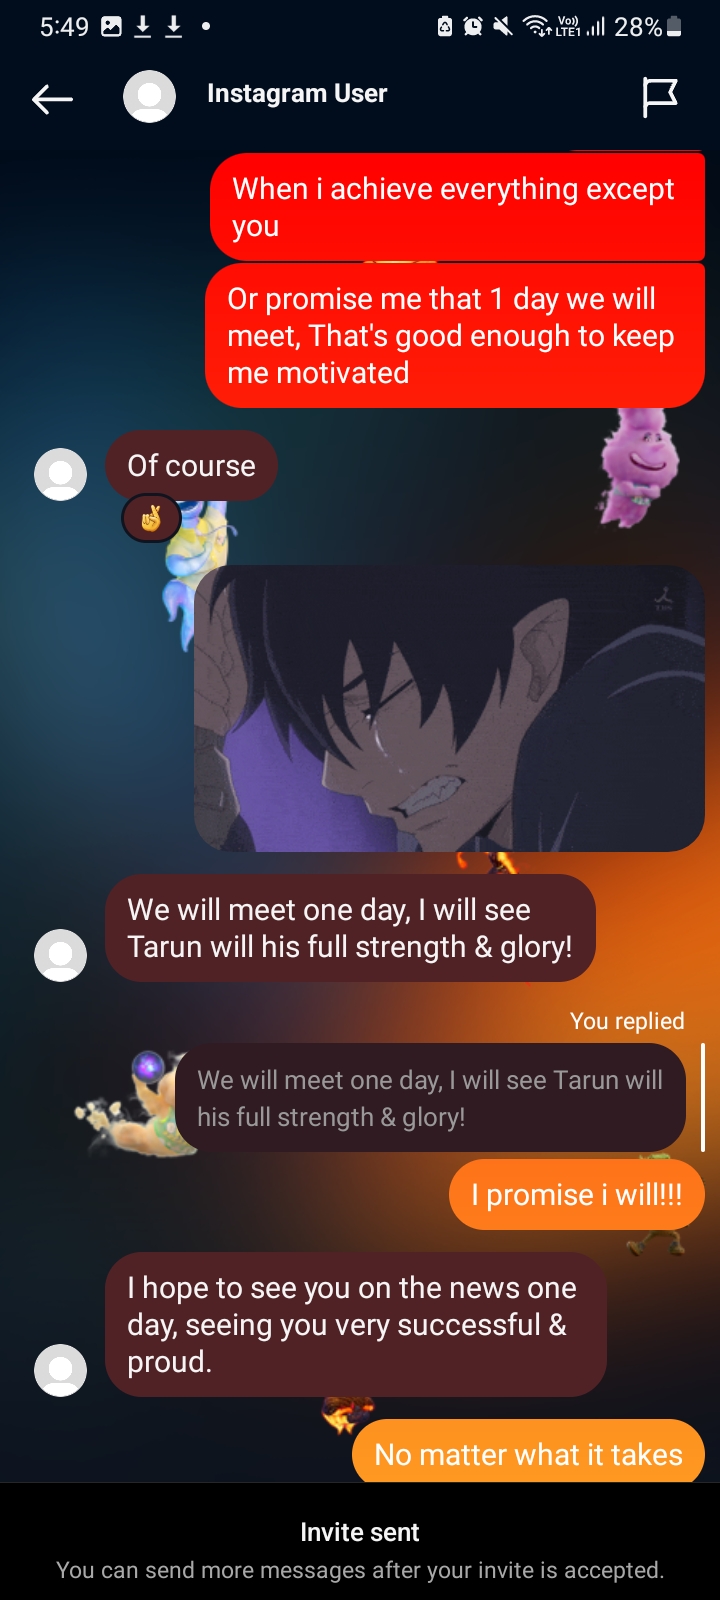 5:49
Vo))
LTE1
28%
Instagram User
When i achieve everything except
you
Or promise me that 1 day we will
meet, That's good enough to keep
me motivated
Of course
🤞
TBS
We will meet one day, I will see
Tarun will his full strength & glory!
You replied
We will meet one day, I will see Tarun will
his full strength & glory!
I promise i will!!!
I hope to see you on the news one
day, seeing you very successful &
proud.
No matter what it takes
Invite sent
You can send more messages after your invite is accepted.